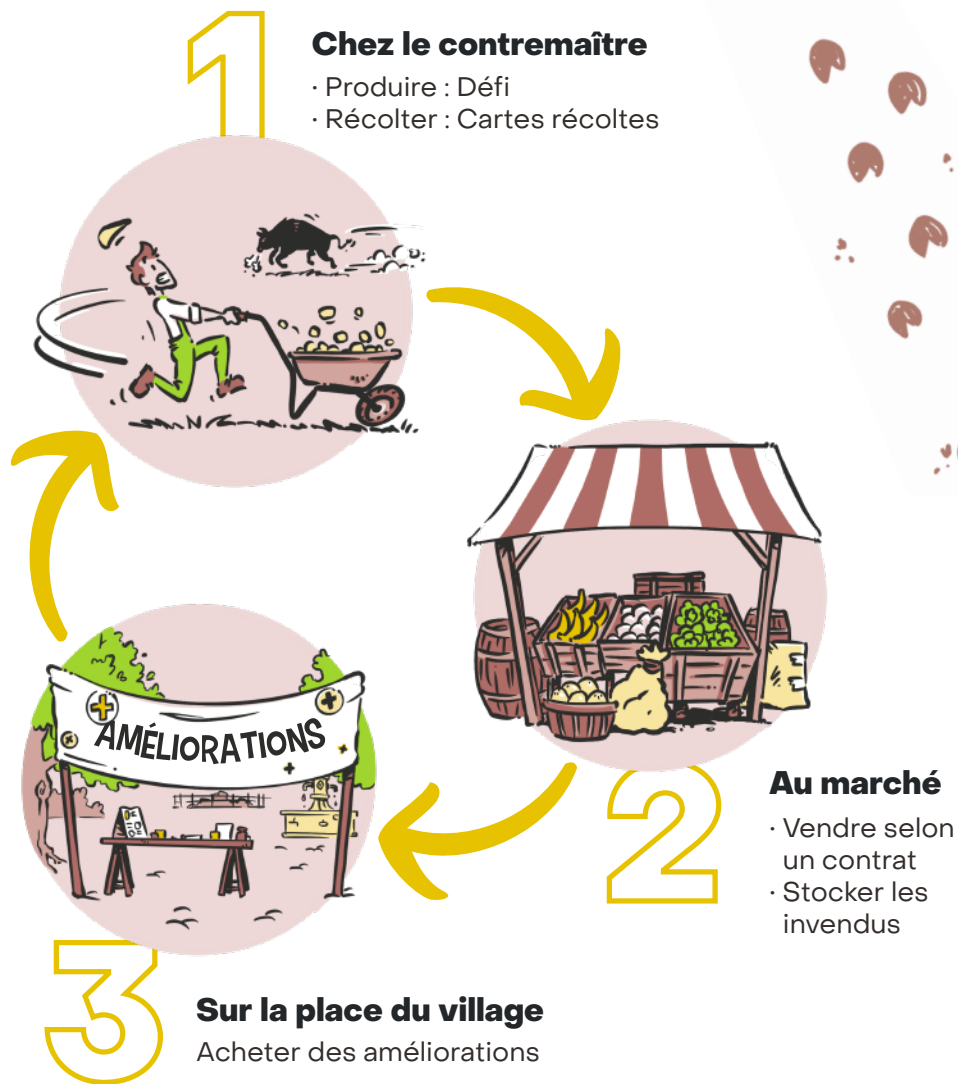 1
Chez le contremaître
· Produire : Défi
· Récolter : Cartes récoltes
AMÉLIORATIONS
2
Au marché
· Vendre selon
un contrat
· Stocker les
invendus
3
Sur la place du village
Acheter des améliorations